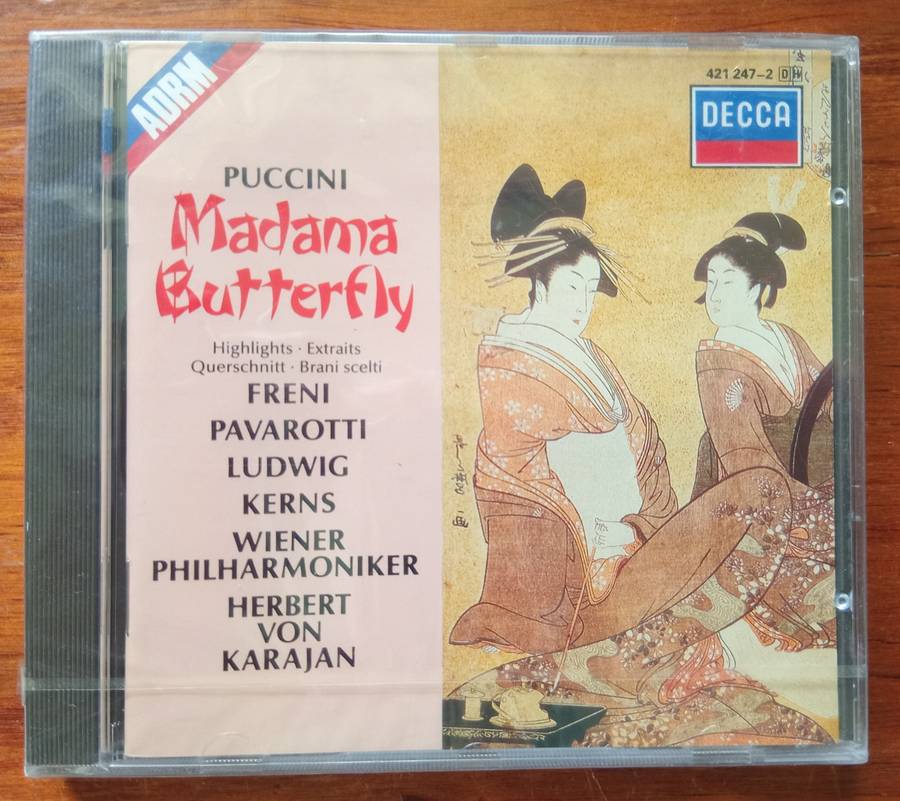 ADRM
421 247-2 DH
DECCA
PUCCINI
Madama
Butterfly
Highlights · Extraits
Querschnitt · Brani scelti
FRENI
PAVAROTTI
LUDWIG
KERNS
WIENER
PHILHARMONIKER
HERBERT
VON
KARAJAN